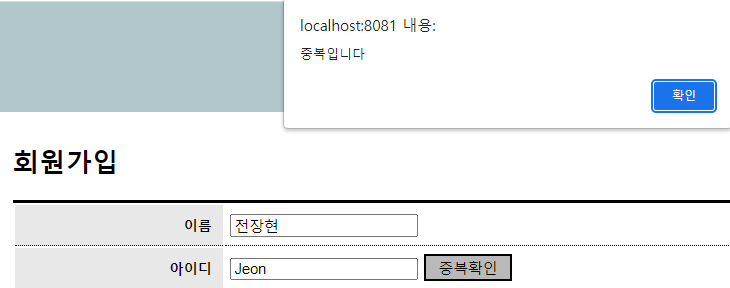 localhost:8081 내용:
중복입니다
확인
회원가입
이름 전장현
아이디 Jeon 중복확인